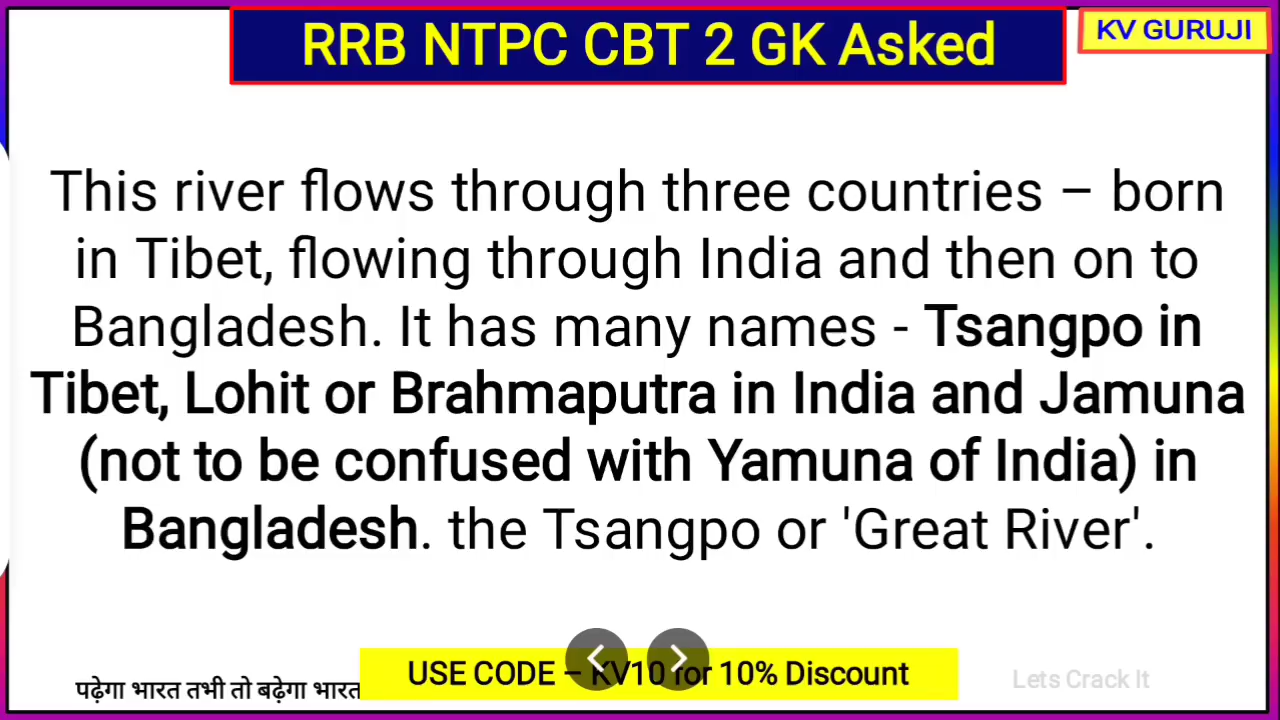 RRB NTPC CBT 2 GK Asked
KV GURUJI
This river flows through three countries – born
in Tibet, flowing through India and then on to
Bangladesh. It has many names - Tsangpo in
Tibet, Lohit or Brahmaputra in India and Jamuna
(not to be confused with Yamuna of India) in
Bangladesh. the Tsangpo or 'Great River'.
USE CODE – KV10 for 10% Discount
पढ़ेगा भारत तभी तो बढ़ेगा भारत
Lets Crack It